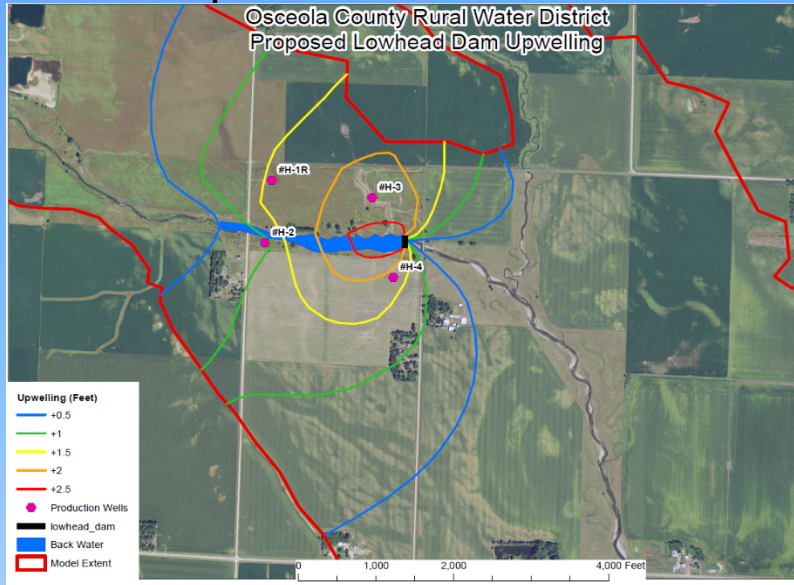 Osceola County Rural Water District
Proposed Lowhead Dam Upwelling
#H-1R
#H-3
#H-2
#H-4
Upwelling (Feet)
+0.5
+1
+1.5
+2
+2.5
Production Wells
lowhead_dam
Back Water
Model Extent
0 1,000 2,000 4,000 Feet